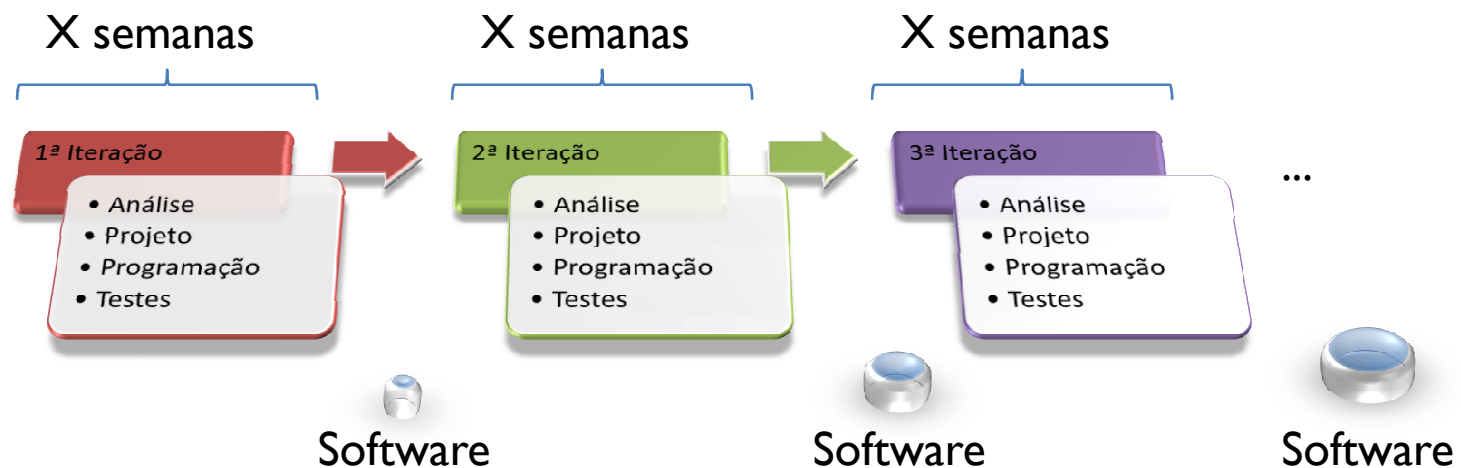 X semanas
X semanas
X semanas
1ª Iteração
• Análise
• Projeto
• Programação
• Testes
2ª Iteração
• Análise
• Projeto
• Programação
• Testes
3ª Iteração
• Análise
• Projeto
• Programação
• Testes
...
Software
Software
Software